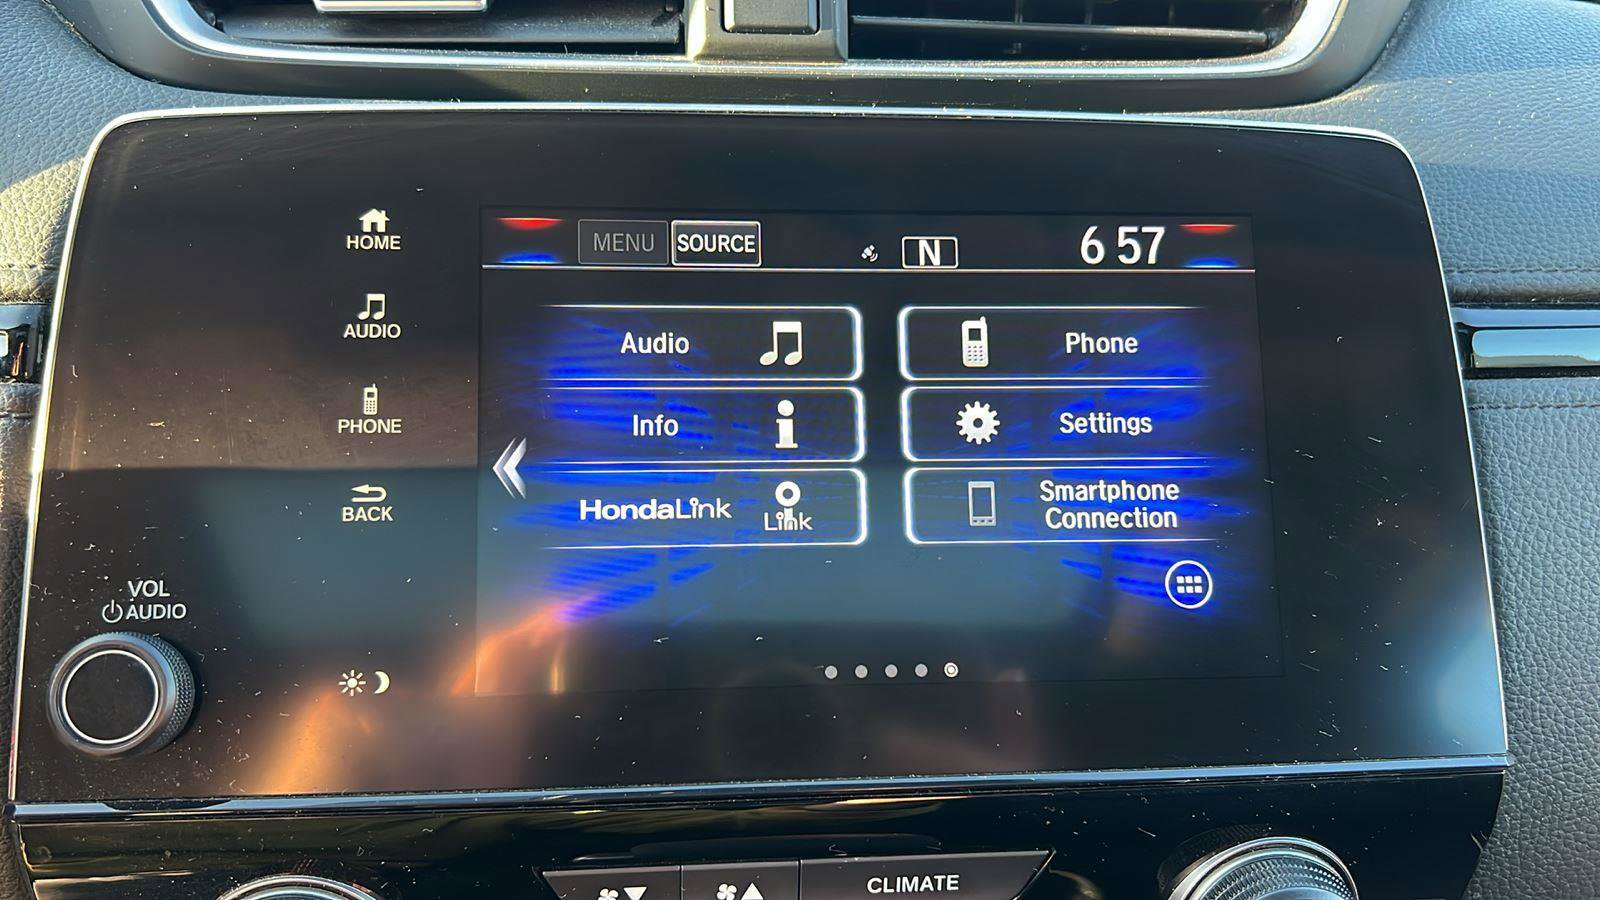 HOME
AUDIO
PHONE
BACK
VOL
AUDIO
MENU SOURCE N 6 57
Audio Phone
Info Settings
HondaLink Link Smartphone
Connection
CLIMATE